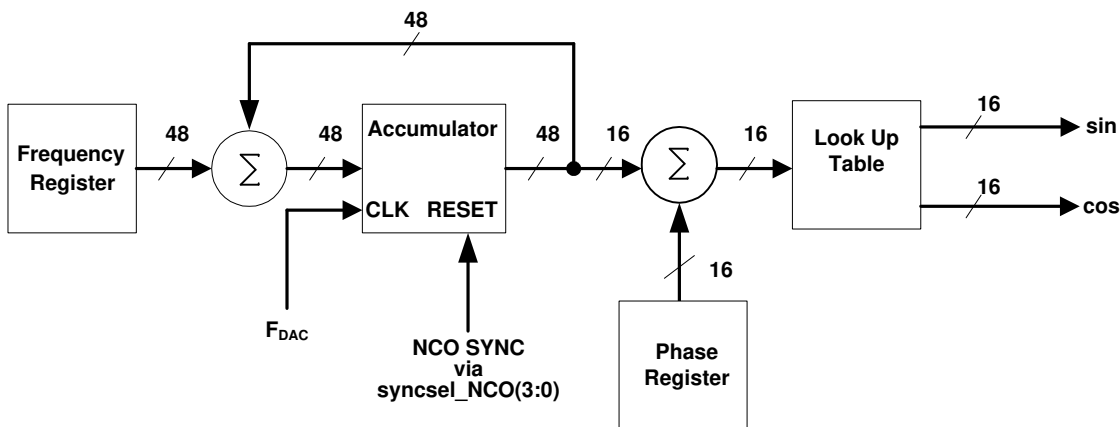 48
Frequency
Register
48
Σ
48
Accumulator
CLK RESET
48
16
Σ
16
Look Up
Table
16
sin
16
cos
16
F_DAC
NCO SYNC
via
syncsel_NCO(3:0)
Phase
Register